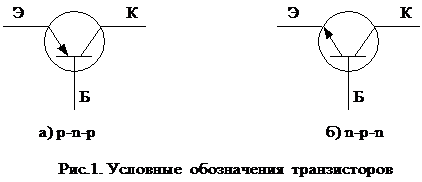 Э К Э К
Б Б
а) p-n-p б) n-p-n
Рис.1. Условные обозначения транзисторов